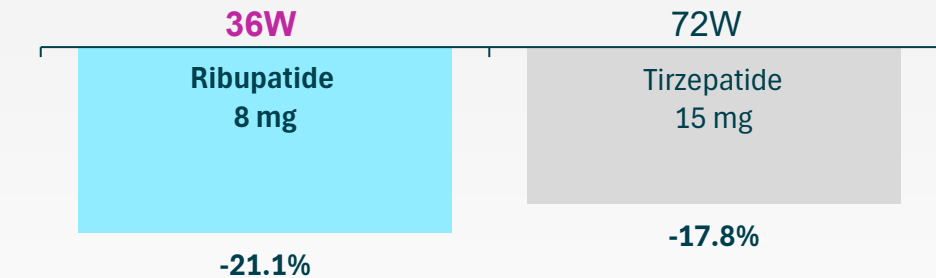 36W
72W
Ribupatide
8 mg
Tirzepatide
15 mg
-21.1%
-17.8%